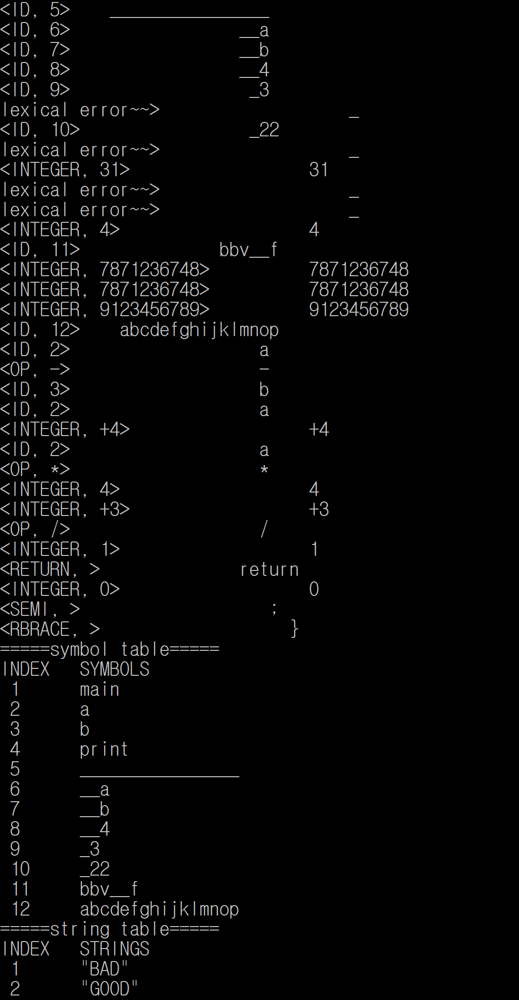 <ID, 5>    ________________
<ID, 6>                 __a
<ID, 7>                 __b
<ID, 8>                 __4
<ID, 9>                  _3
lexical error~~>                   _
<ID, 10>                 _22
lexical error~~>                   _
<INTEGER, 31>                  31
lexical error~~>                   _
lexical error~~>                   _
<INTEGER, 4>                   4
<ID, 11>              bbv__f
<INTEGER, 7871236748>          7871236748
<INTEGER, 7871236748>          7871236748
<INTEGER, 9123456789>          9123456789
<ID, 12>    abcdefghijklmnop
<ID, 2>                   a
<OP, ->                   -
<ID, 3>                   b
<ID, 2>                   a
<INTEGER, +4>                  +4
<ID, 2>                   a
<OP, *>                   *
<INTEGER, 4>                   4
<INTEGER, +3>                  +3
<OP, />                   /
<INTEGER, 1>                   1
<RETURN, >              return
<INTEGER, 0>                   0
<SEMI, >                   ;
<RBRACE, >                   }
=====symbol table=====
INDEX   SYMBOLS
 1      main
 2      a
 3      b
 4      print
 5      ________________
 6      __a
 7      __b
 8      __4
 9      _3
 10     _22
 11     bbv__f
 12     abcdefghijklmnop
=====string table=====
INDEX   STRINGS
 1      "BAD"
 2      "GOOD"